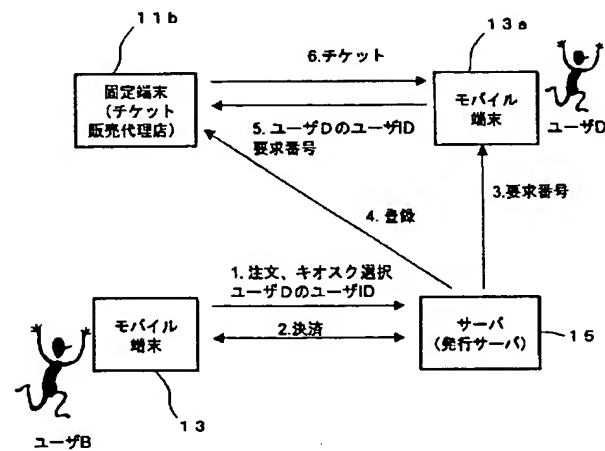 11b
13a
固定端末
(チケット
販売代理店)
6.チケット
モバイル
端末
ユーザD
5. ユーザDのユーザID
要求番号
3.要求番号
4. 登録
1. 注文、キオスク選択
ユーザDのユーザID
モバイル
端末
2.決済
サーバ
(発行サーバ)
15
13
ユーザB